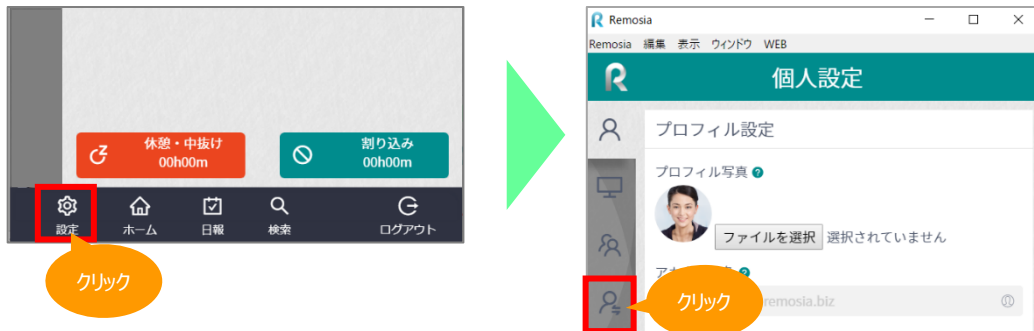 休憩・中抜け
00h00m
割り込み
00h00m
設定
ホーム
日報
検索
ログアウト
クリック
Remosia
Remosia 編集 表示 ウィンドウ WEB
R 個人設定
プロフィル設定
プロフィル写真
ファイルを選択 選択されていません
remosia.biz
クリック